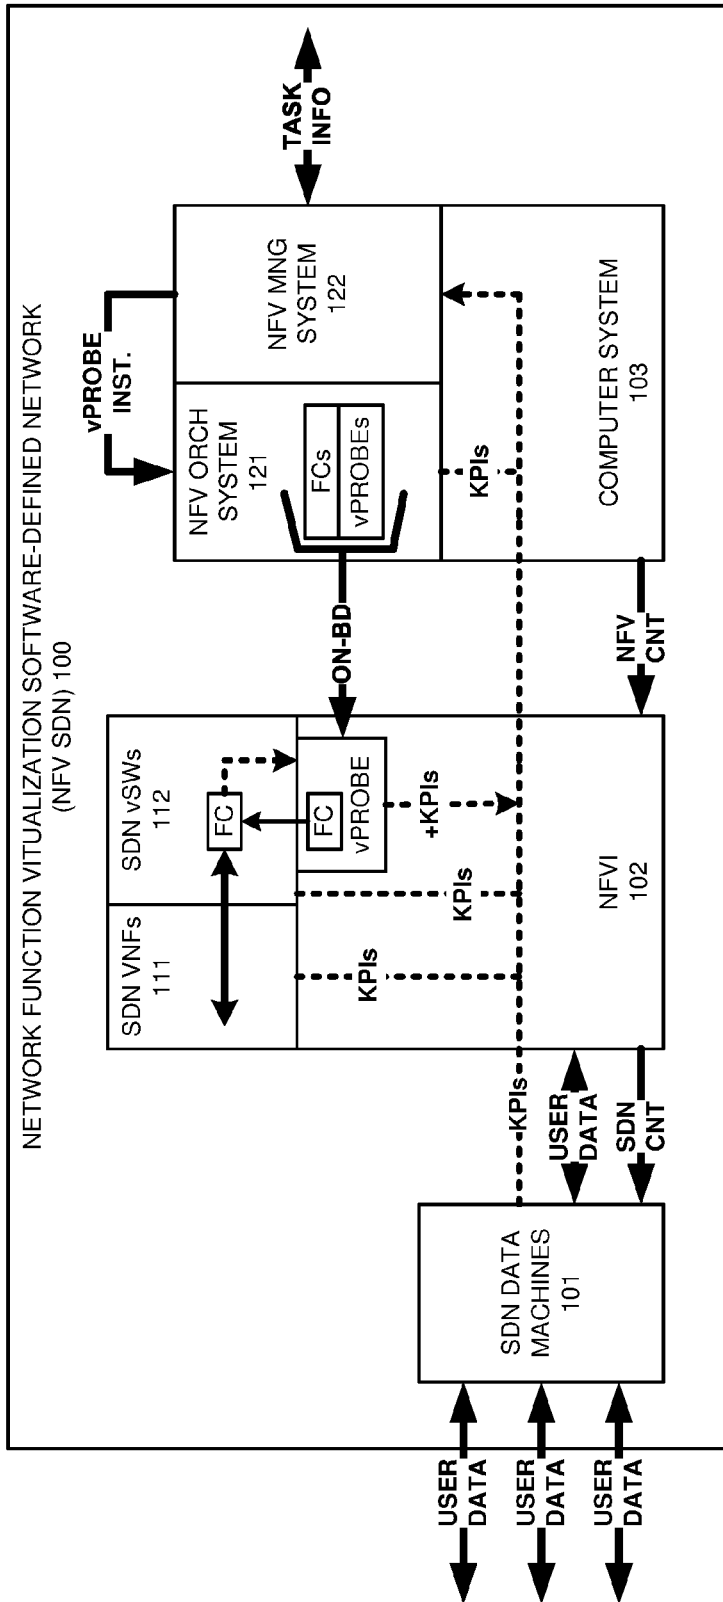 NETWORK FUNCTION VITUALIZATION SOFTWARE-DEFINED NETWORK
(NFV SDN) 100
USER
DATA
USER
DATA
USER
DATA
SDN DATA
MACHINES
101
KPIs
USER
DATA
SDN
CNT
SDN VNFs
111
SDN vSWs
112
FC
FC
vPROBE
KPIs
KPIs
+KPIs
NFVI
102
ON-BD
NFV
CNT
vPROBE
INST.
NFV ORCH
SYSTEM
121
FCs
vPROBEs
KPIs
NFV MNG
SYSTEM
122
COMPUTER SYSTEM
103
TASK
INFO